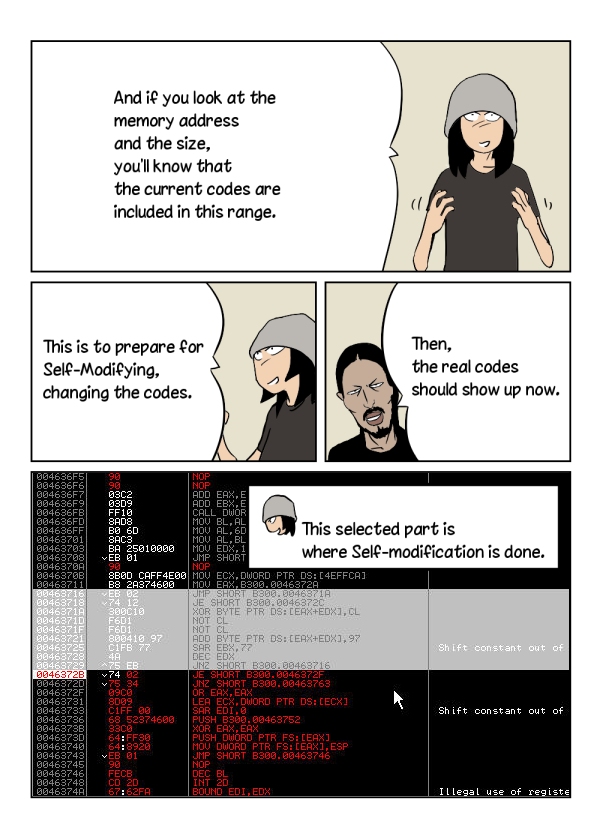 And if you look at the
memory address
and the size,
you'll know that
the current codes are
included in this range.
This is to prepare for
Self-Modifying,
changing the codes.
Then,
the real codes
should show up now.
This selected part is
where Self-modification is done.
004636F5 90 NOP
004636F6 90 NOP
004636F7 03C2 ADD EAX,E
004636F9 03D9 ADD EBX,E
004636FB FF10 CALL DWOR
004636FD 8AD8 MOV BL,AL
004636FF B0 6D MOV AL,6D
00463701 8AC3 MOV AL,BL
00463703 BA 25010000 MOV EDX,1
00463708 EB 01 JMP SHORT
0046370A 90 NOP
0046370B 8B0D CAFF4E00 MOV ECX,DWORD PTR DS:[4EFFCA]
00463711 B8 2A374600 MOV EAX,B300.0046372A
00463716 EB 02 JMP SHORT B300.0046371A
00463718 74 12 JE SHORT B300.0046372C
0046371A 300C10 XOR BYTE PTR DS:[EAX+EDX],CL
0046371D F6D1 NOT CL
0046371F F6D1 NOT CL
00463721 800410 97 ADD BYTE PTR DS:[EAX+EDX],97
00463725 C1FB 77 SAR EBX,77 Shift constant out of
00463728 4A DEC EDX
00463729 75 EB JNZ SHORT B300.00463716
0046372B 74 02 JE SHORT B300.0046372F
0046372D 75 34 JNZ SHORT B300.00463763
0046372F 09C0 OR EAX,EAX
00463731 8D09 LEA ECX,DWORD PTR DS:[ECX]
00463733 C1FF 00 SAR EDI,0 Shift constant out of
00463736 68 52374600 PUSH B300.00463752
0046373B 33C0 XOR EAX,EAX
0046373D 64:FF30 PUSH DWORD PTR FS:[EAX]
00463740 64:8920 MOV DWORD PTR FS:[EAX],ESP
00463743 EB 01 JMP SHORT B300.00463746
00463745 90 NOP
00463746 FECB DEC BL
00463748 CD 2D INT 2D
0046374A 67:62FA BOUND EDI,EDX Illegal use of registe